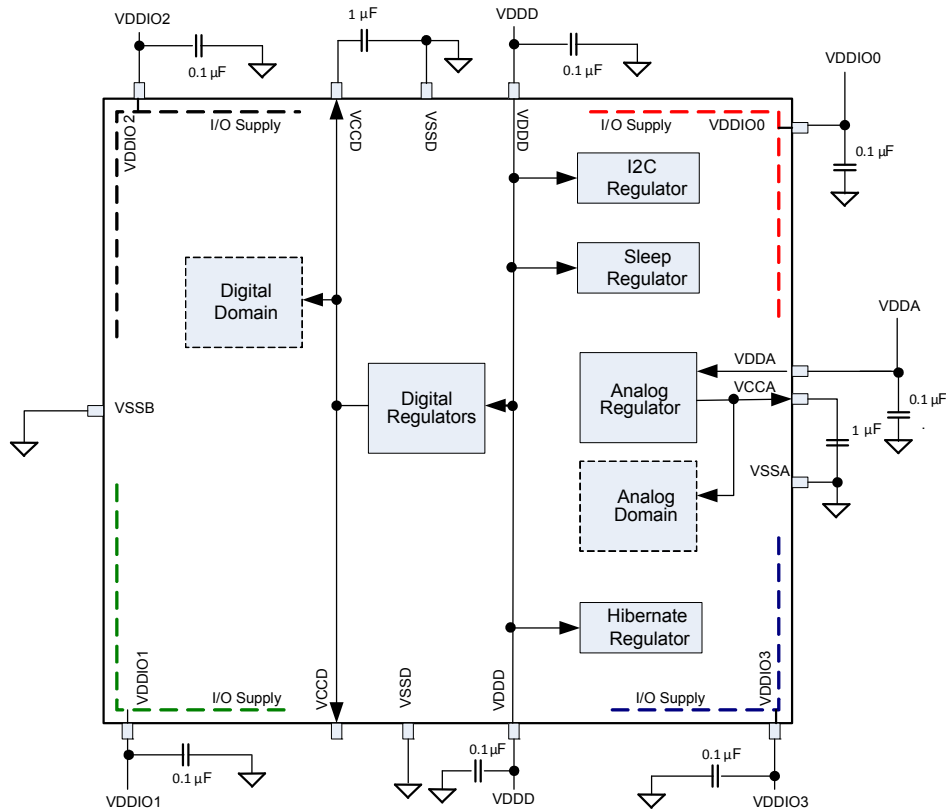 VDDIO2
1 µF
VDDD
0.1 µF
0.1 µF
VDDIO0
I/O Supply
I/O Supply
VDDIO0
VDDIO2
VCCD
VSSD
VDDD
0.1 µF
I2C
Regulator
Sleep
Regulator
Digital
Domain
VDDA
VDDA
VCCA
Analog
Regulator
Digital
Regulators
0.1 µF
1 µF
.
VSSB
VSSA
Analog
Domain
Hibernate
Regulator
VDDIO1
I/O Supply
VCCD
VSSD
VDDD
I/O Supply
VDDIO3
0.1 µF
0.1 µF
0.1 µF
VDDIO1
VDDD
VDDIO3